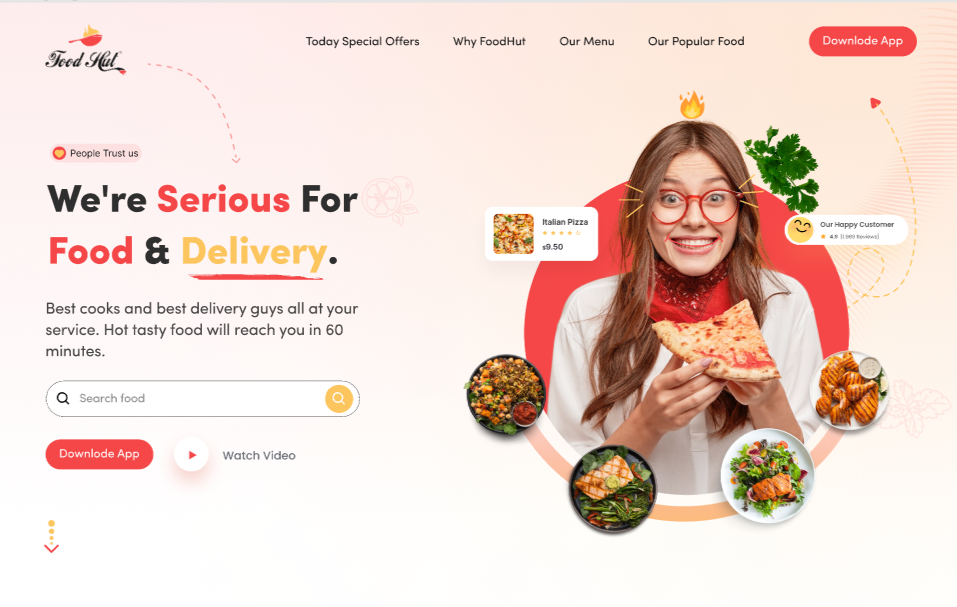 Food Hut
Today Special Offers
Why FoodHut
Our Menu
Our Popular Food
Downlode App
People Trust us
We're Serious For
Food & Delivery.
Best cooks and best delivery guys all at your
service. Hot tasty food will reach you in 60
minutes.
Search food
Downlode App
Watch Video
Italian Pizza
$9.50
Our Happy Customer
4.8 (1989 Reviews)